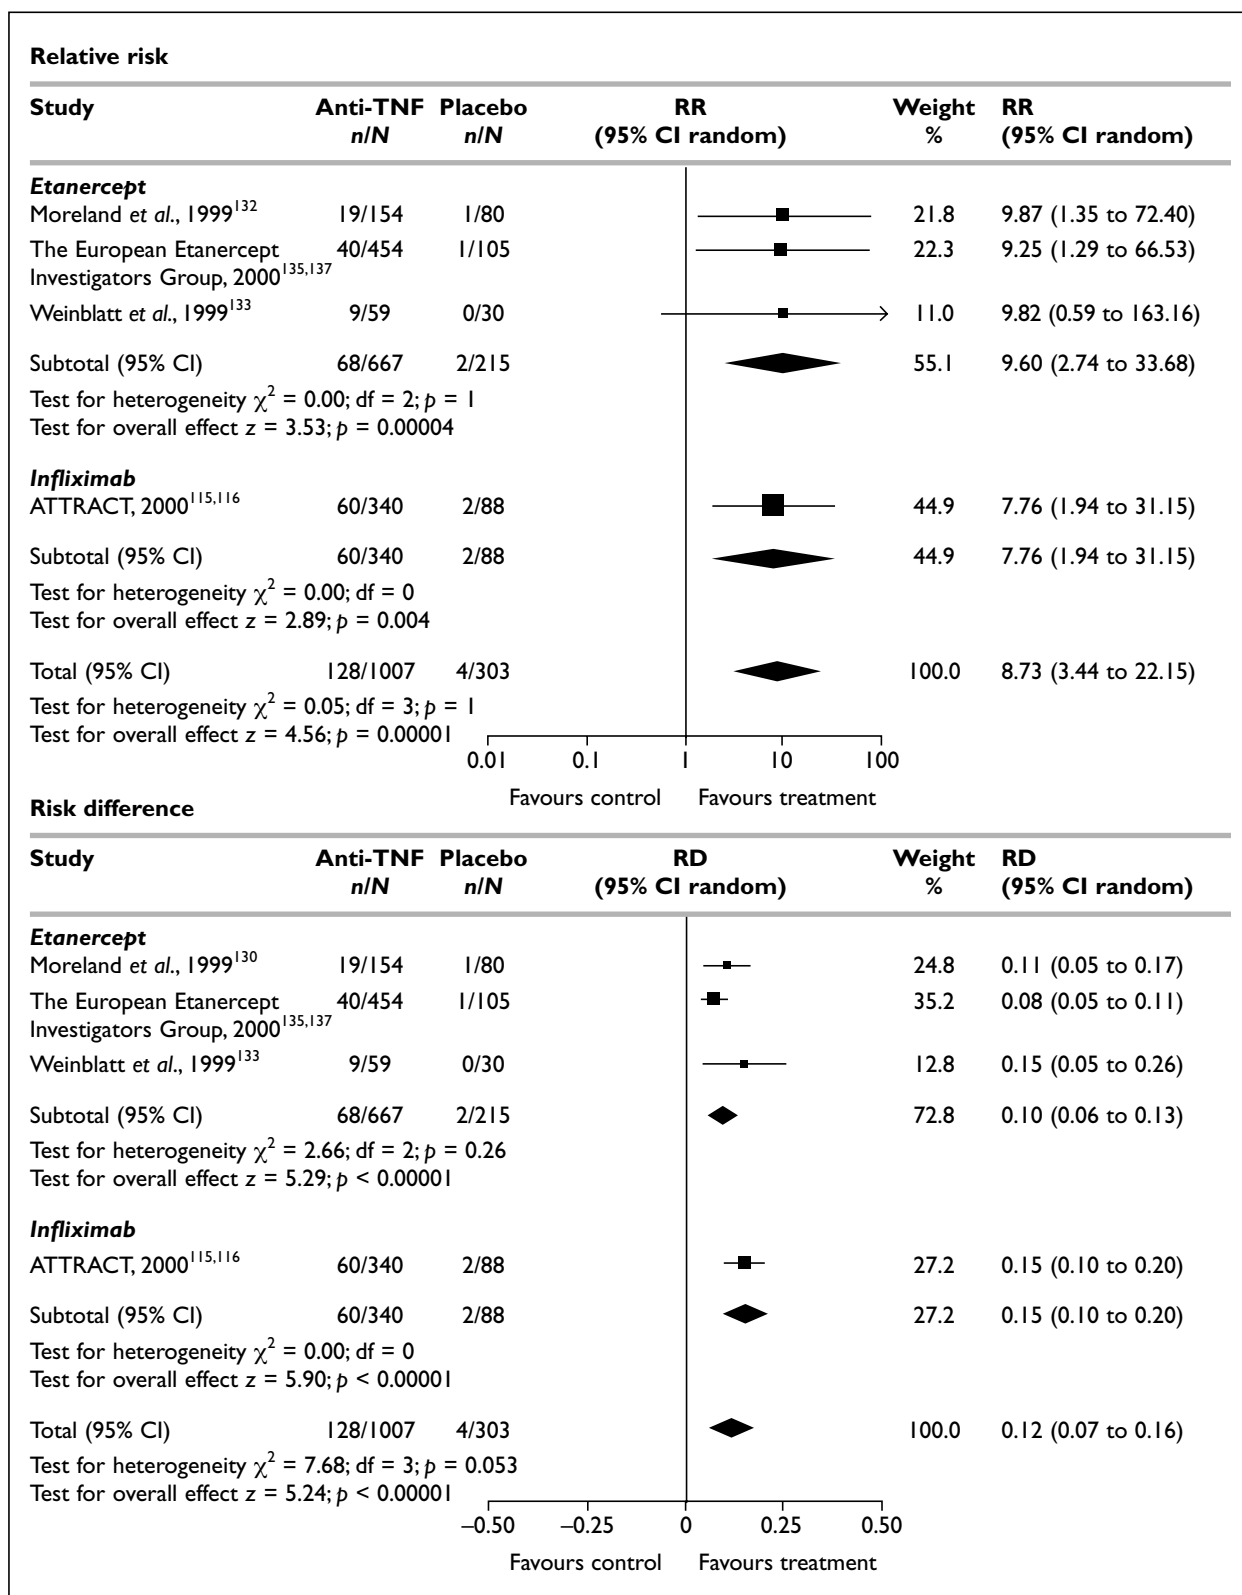 Relative risk
Study Anti-TNF Placebo RR Weight RR
n/N n/N (95% CI random) % (95% CI random)
Etanercept
Moreland et al., 1999132 19/154 1/80 21.8 9.87 (1.35 to 72.40)
The European Etanercept 40/454 1/105 22.3 9.25 (1.29 to 66.53)
Investigators Group, 2000135,137
Weinblatt et al., 1999133 9/59 0/30 11.0 9.82 (0.59 to 163.16)
Subtotal (95% CI) 68/667 2/215 55.1 9.60 (2.74 to 33.68)
Test for heterogeneity χ2 = 0.00; df = 2; p = 1
Test for overall effect z = 3.53; p = 0.00004
Infliximab
ATTRACT, 2000115,116 60/340 2/88 44.9 7.76 (1.94 to 31.15)
Subtotal (95% CI) 60/340 2/88 44.9 7.76 (1.94 to 31.15)
Test for heterogeneity χ2 = 0.00; df = 0
Test for overall effect z = 2.89; p = 0.004
Total (95% CI) 128/1007 4/303 100.0 8.73 (3.44 to 22.15)
Test for heterogeneity χ2 = 0.05; df = 3; p = 1
Test for overall effect z = 4.56; p = 0.00001
0.01 0.1 1 10 100
Favours control Favours treatment
Risk difference
Study Anti-TNF Placebo RD Weight RD
n/N n/N (95% CI random) % (95% CI random)
Etanercept
Moreland et al., 1999130 19/154 1/80 24.8 0.11 (0.05 to 0.17)
The European Etanercept 40/454 1/105 35.2 0.08 (0.05 to 0.11)
Investigators Group, 2000135,137
Weinblatt et al., 1999133 9/59 0/30 12.8 0.15 (0.05 to 0.26)
Subtotal (95% CI) 68/667 2/215 72.8 0.10 (0.06 to 0.13)
Test for heterogeneity χ2 = 2.66; df = 2; p = 0.26
Test for overall effect z = 5.29; p < 0.00001
Infliximab
ATTRACT, 2000115,116 60/340 2/88 27.2 0.15 (0.10 to 0.20)
Subtotal (95% CI) 60/340 2/88 27.2 0.15 (0.10 to 0.20)
Test for heterogeneity χ2 = 0.00; df = 0
Test for overall effect z = 5.90; p < 0.00001
Total (95% CI) 128/1007 4/303 100.0 0.12 (0.07 to 0.16)
Test for heterogeneity χ2 = 7.68; df = 3; p = 0.053
Test for overall effect z = 5.24; p < 0.00001
–0.50 –0.25 0 0.25 0.50
Favours control Favours treatment